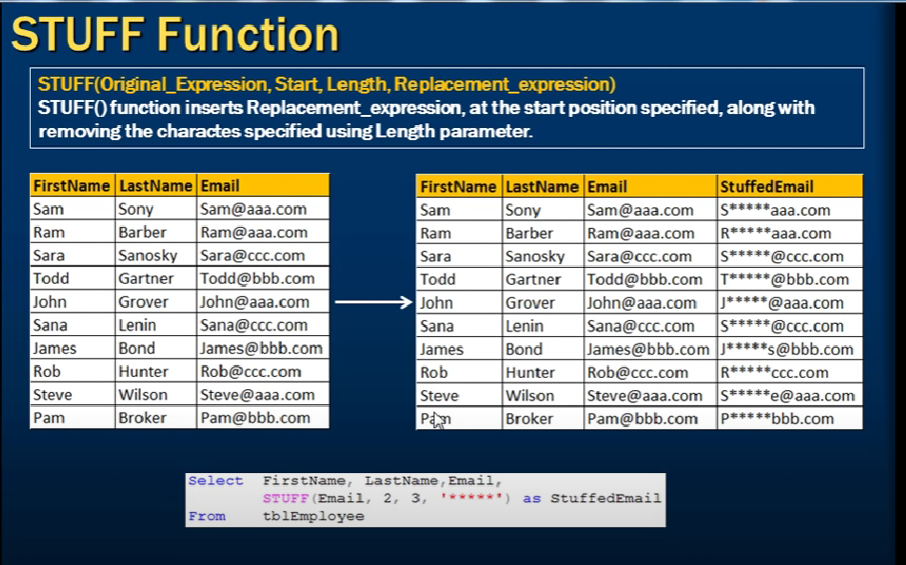 STUFF Function
STUFF(Original_Expression, Start, Length, Replacement_expression)
STUFF() function inserts Replacement_expression, at the start position specified, along with
removing the charactes specified using Length parameter.
FirstName LastName Email
Sam Sony Sam@aaa.com
Ram Barber Ram@aaa.com
Sara Sanosky Sara@ccc.com
Todd Gartner Todd@bbb.com
John Grover John@aaa.com
Sana Lenin Sana@ccc.com
James Bond James@bbb.com
Rob Hunter Rob@ccc.com
Steve Wilson Steve@aaa.com
Pam Broker Pam@bbb.com
FirstName LastName Email StuffedEmail
Sam Sony Sam@aaa.com S*****aaa.com
Ram Barber Ram@aaa.com R*****aaa.com
Sara Sanosky Sara@ccc.com S*****@ccc.com
Todd Gartner Todd@bbb.com T*****@bbb.com
John Grover John@aaa.com J*****@aaa.com
Sana Lenin Sana@ccc.com S*****@ccc.com
James Bond James@bbb.com J*****s@bbb.com
Rob Hunter Rob@ccc.com R*****ccc.com
Steve Wilson Steve@aaa.com S*****e@aaa.com
Pam Broker Pam@bbb.com P*****bbb.com
Select FirstName, LastName,Email,
STUFF(Email, 2, 3, '*****') as StuffedEmail
From tblEmployee